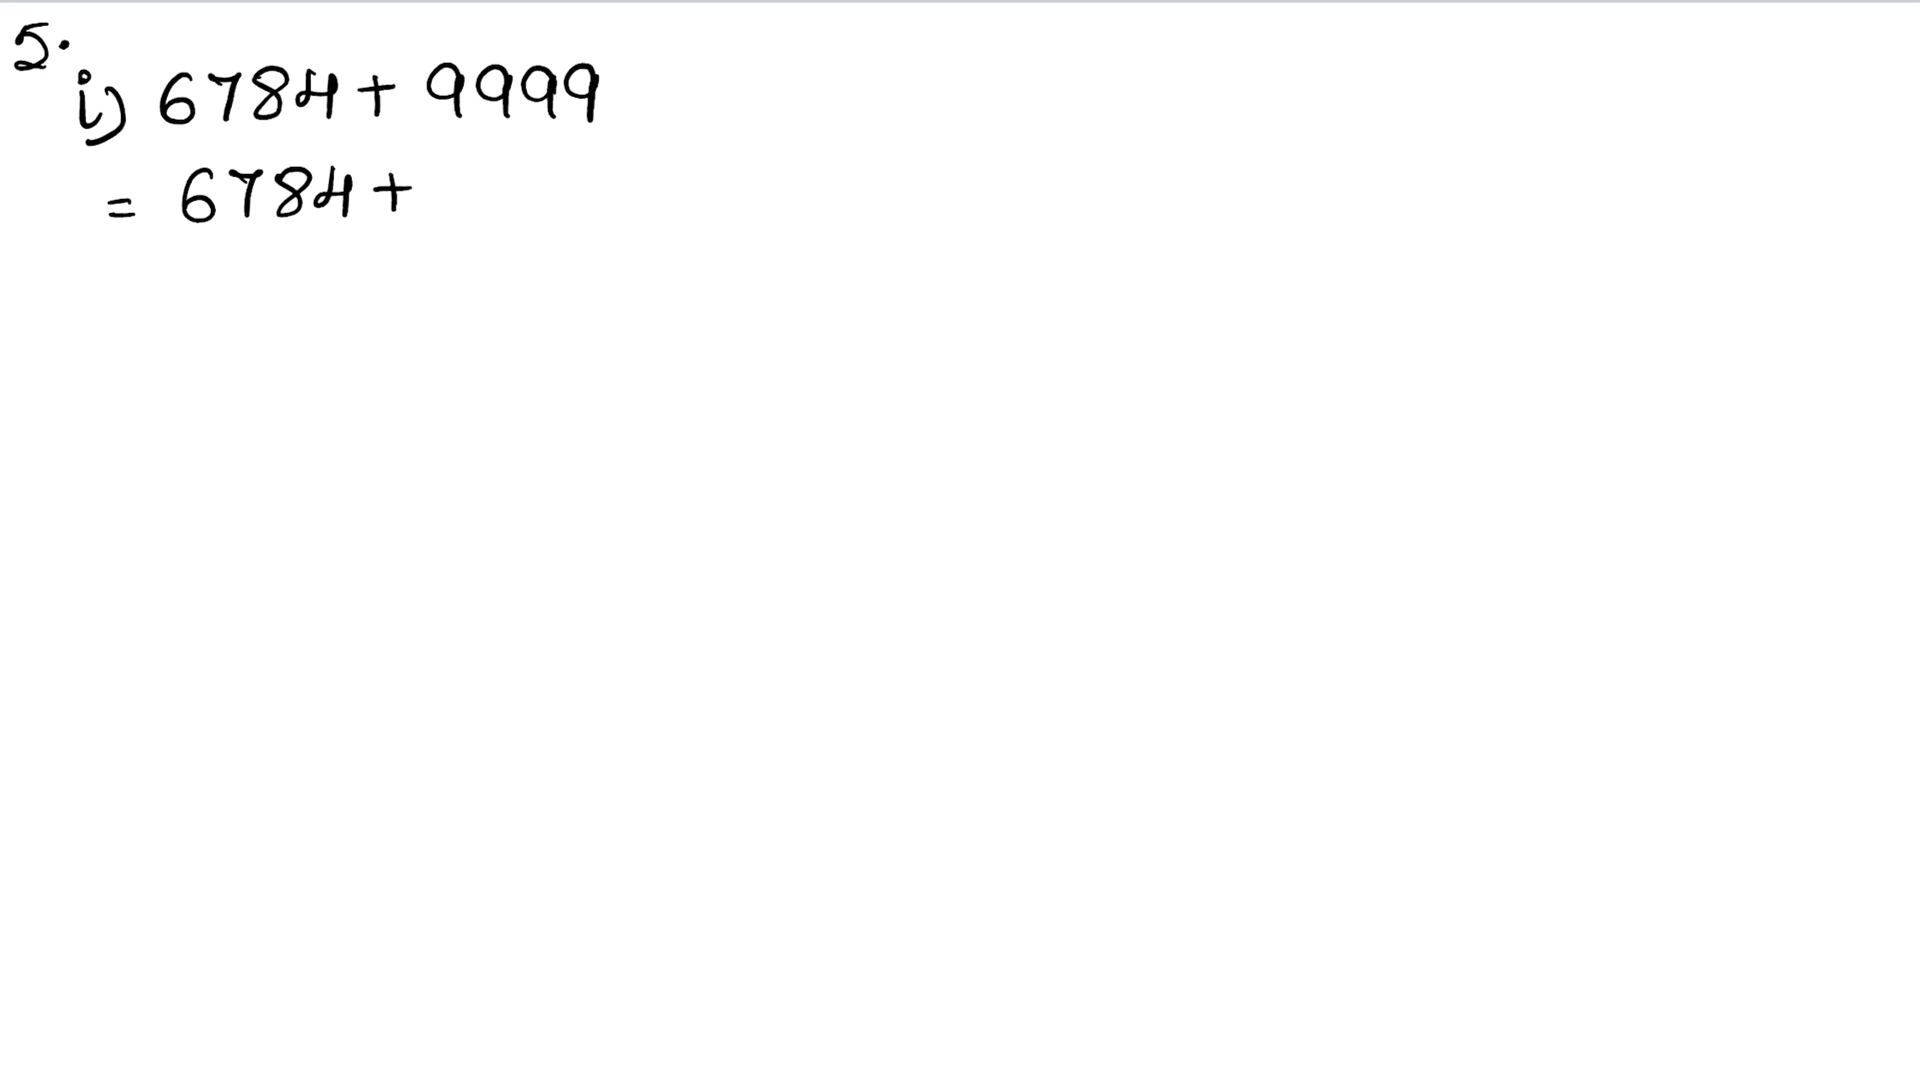 5.
i) 6784 + 9999
= 6784 +